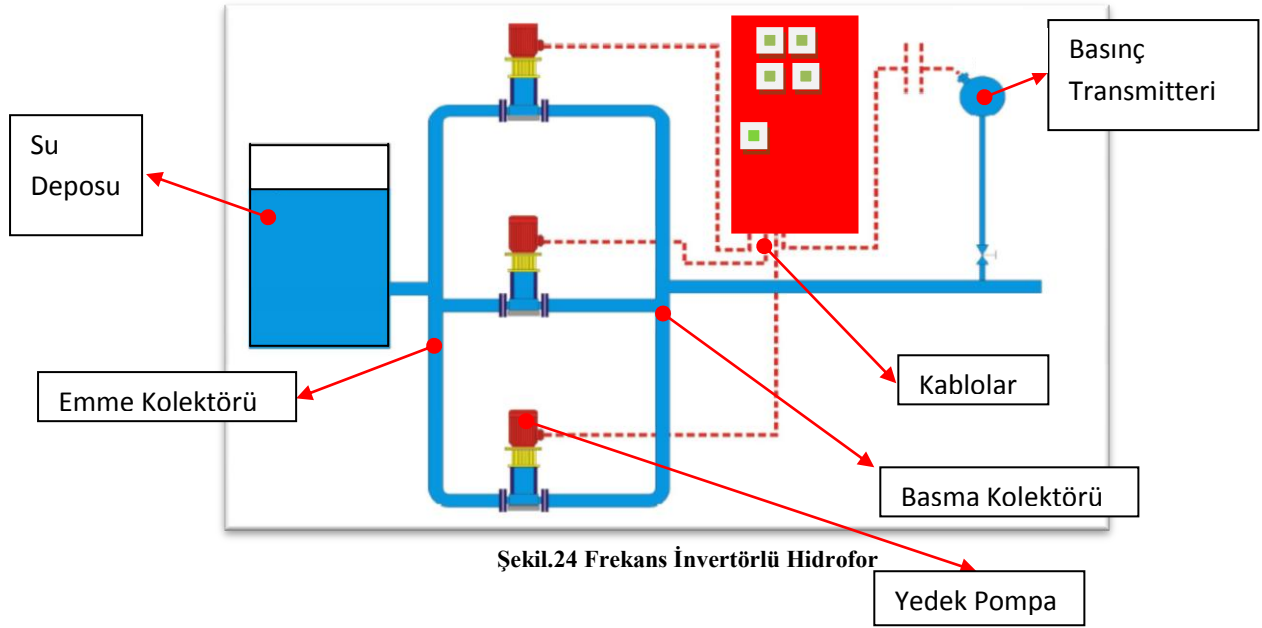 Basınç
Transmitteri
Su
Deposu
Emme Kolektörü
Kablolar
Basma Kolektörü
Şekil.24 Frekans İnvertörlü Hidrofor
Yedek Pompa